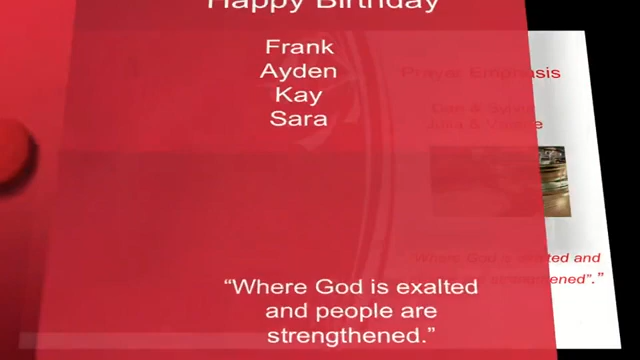 Happy Birthday
Frank
Ayden
Kay
Sara
“Where God is exalted
and people are
strengthened.”
Prayer Emphasis
"Where God is exalted and
strengthened”.”